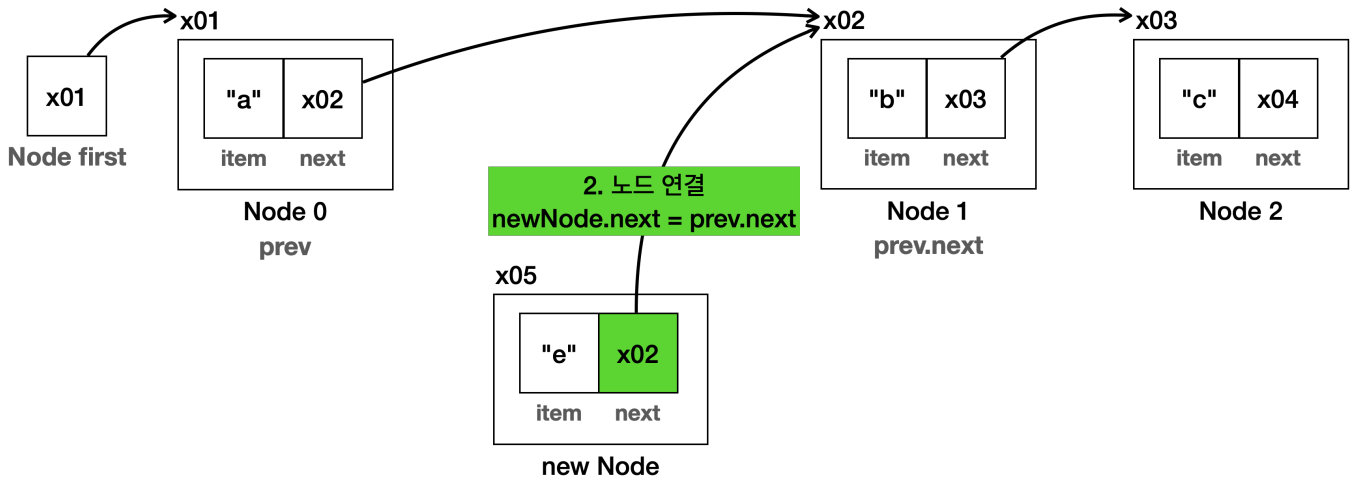 x01
x01
Node first
"a" x02
item next
Node 0
prev
x02
"b" x03
item next
Node 1
prev.next
x03
"c" x04
item next
Node 2
2. 노드 연결
newNode.next = prev.next
x05
"e" x02
item next
new Node